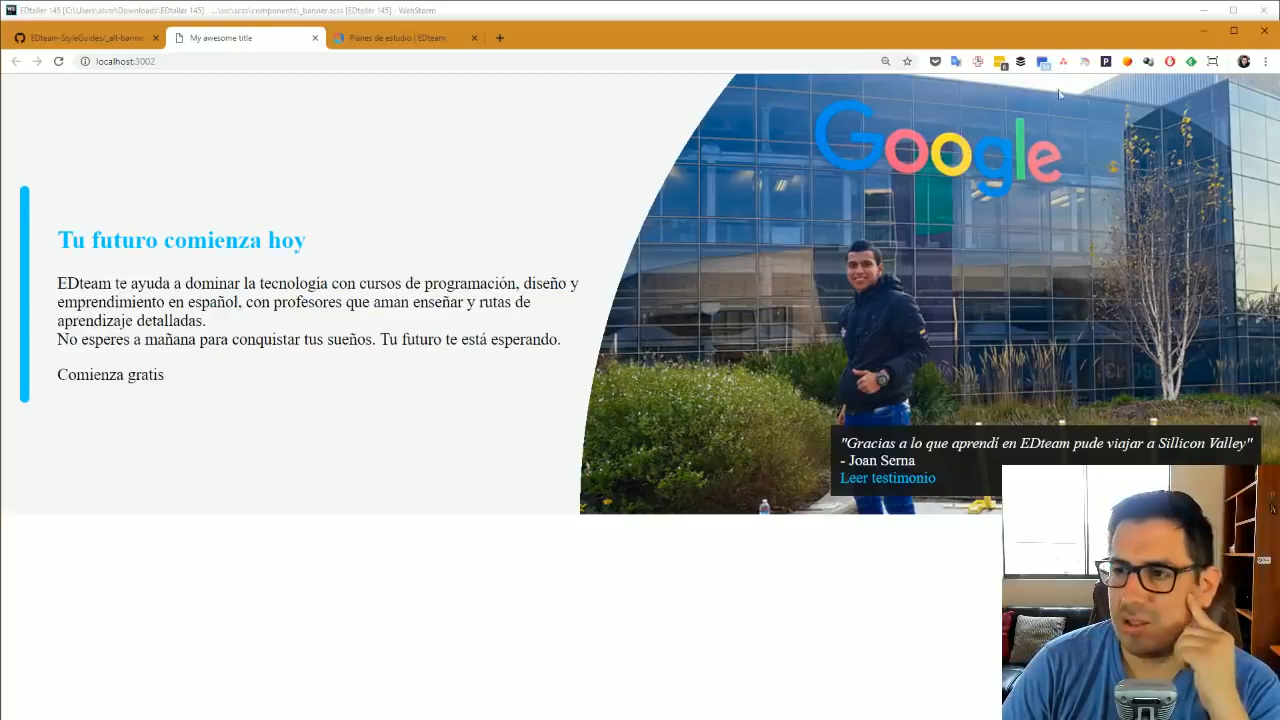 EDtaller 145 [C:\Users\alvar\Downloads\EDtaller 145] - ...\src\scss\components\_banner.scss [EDtaller 145] - WebStorm
EDteam-StyleGuides/_alt-banne
My awesome title
Planes de estudio | EDteam
localhost:3002
Google
Tu futuro comienza hoy
EDteam te ayuda a dominar la tecnología con cursos de programación, diseño y
emprendimiento en español, con profesores que aman enseñar y rutas de
aprendizaje detalladas.
No esperes a mañana para conquistar tus sueños. Tu futuro te está esperando.
Comienza gratis
"Gracias a lo que aprendí en EDteam pude viajar a Sillicon Valley"
- Joan Serna
Leer testimonio